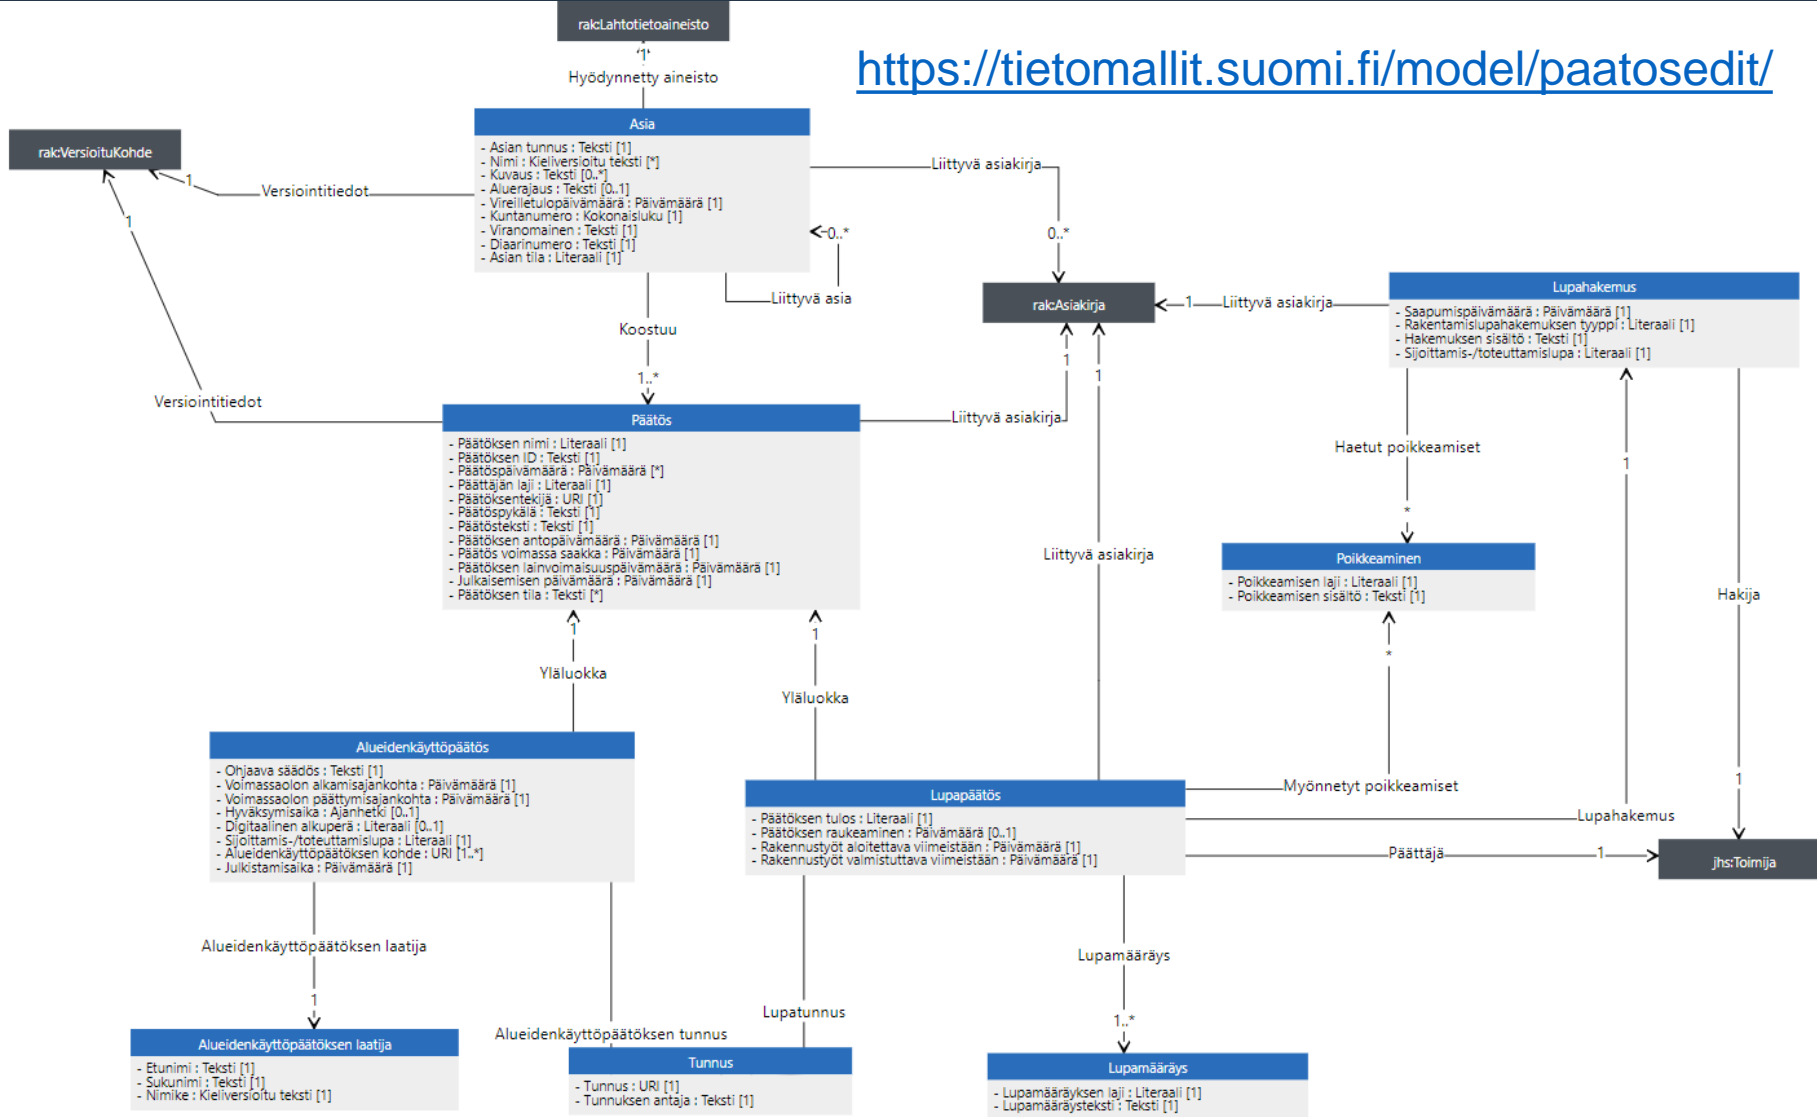 rak:Lahtotietoaineisto
"1"
Hyödynnetty aineisto
https://tietomallit.suomi.fi/model/paatosedit/
rak:VersioituKohde
1
Versiointitiedot
1
Asia
- Asian tunnus : Teksti [1]
- Nimi : Kieliversioitu teksti [*]
- Kuvaus : Teksti [0..*]
- Aluerajaus : Teksti [0..1]
- Vireilletulopäivämäärä : Päivämäärä [1]
- Kuntanumero : Kokonaisluku [1]
- Viranomainen : Teksti [1]
- Diaarinumero : Teksti [1]
- Asian tila : Literaali [1]
Liittyvä asiakirja
0..*
0..*
Liittyvä asia
rak:Asiakirja
1
Liittyvä asiakirja
Lupahakemus
- Saapumispäivämäärä : Päivämäärä [1]
- Rakentamislupahakemuksen tyyppi : Literaali [1]
- Hakemuksen sisältö : Teksti [1]
- Sijoittamis-/toteuttamislupa : Literaali [1]
Koostuu
1..*
Versiointitiedot
Päätös
- Päätöksen nimi : Literaali [1]
- Päätöksen ID : Teksti [1]
- Päätöspäivämäärä : Päivämäärä [*]
- Päättäjän laji : Literaali [1]
- Päätöksentekijä : URI [1]
- Päätöspykälä : Teksti [1]
- Päätösteksti : Teksti [1]
- Päätöksen antopäivämäärä : Päivämäärä [1]
- Päätös voimassa saakka : Päivämäärä [1]
- Päätöksen lainvoimaisuuspäivämäärä : Päivämäärä [1]
- Julkaisemisen päivämäärä : Päivämäärä [1]
- Päätöksen tila : Teksti [*]
Liittyvä asiakirja
1
1
Liittyvä asiakirja
Haetut poikkeamiset
*
1
Poikkeaminen
- Poikkeamisen laji : Literaali [1]
- Poikkeamisen sisältö : Teksti [1]
*
Hakija
1
1
Yläluokka
1
Yläluokka
Alueidenkäyttöpäätös
- Ohjaava säädös : Teksti [1]
- Voimassaolon alkamisajankohta : Päivämäärä [1]
- Voimassaolon päättymisajankohta : Päivämäärä [1]
- Hyväksymisaika : Ajanhetki [0..1]
- Digitaalinen alkuperä : Literaali [0..1]
- Sijoittamis-/toteuttamislupa : Literaali [1]
- Alueidenkäyttöpäätöksen kohde : URI [1..*]
- Julkistamisaika : Päivämäärä [1]
Lupapäätös
- Päätöksen tulos : Literaali [1]
- Päätöksen raukeaminen : Päivämäärä [0..1]
- Rakennustyöt aloitettava viimeistään : Päivämäärä [1]
- Rakennustyöt valmistuttava viimeistään : Päivämäärä [1]
Myönnetyt poikkeamiset
Lupahakemus
Päättäjä
1
jhs:Toimija
Alueidenkäyttöpäätöksen laatija
1
Alueidenkäyttöpäätöksen tunnus
Lupatunnus
Lupamääräys
1..*
Alueidenkäyttöpäätöksen laatija
- Etunimi : Teksti [1]
- Sukunimi : Teksti [1]
- Nimike : Kieliversioitu teksti [1]
Tunnus
- Tunnus : URI [1]
- Tunnuksen antaja : Teksti [1]
Lupamääräys
- Lupamääräyksen laji : Literaali [1]
- Lupamääräysteksti : Teksti [1]